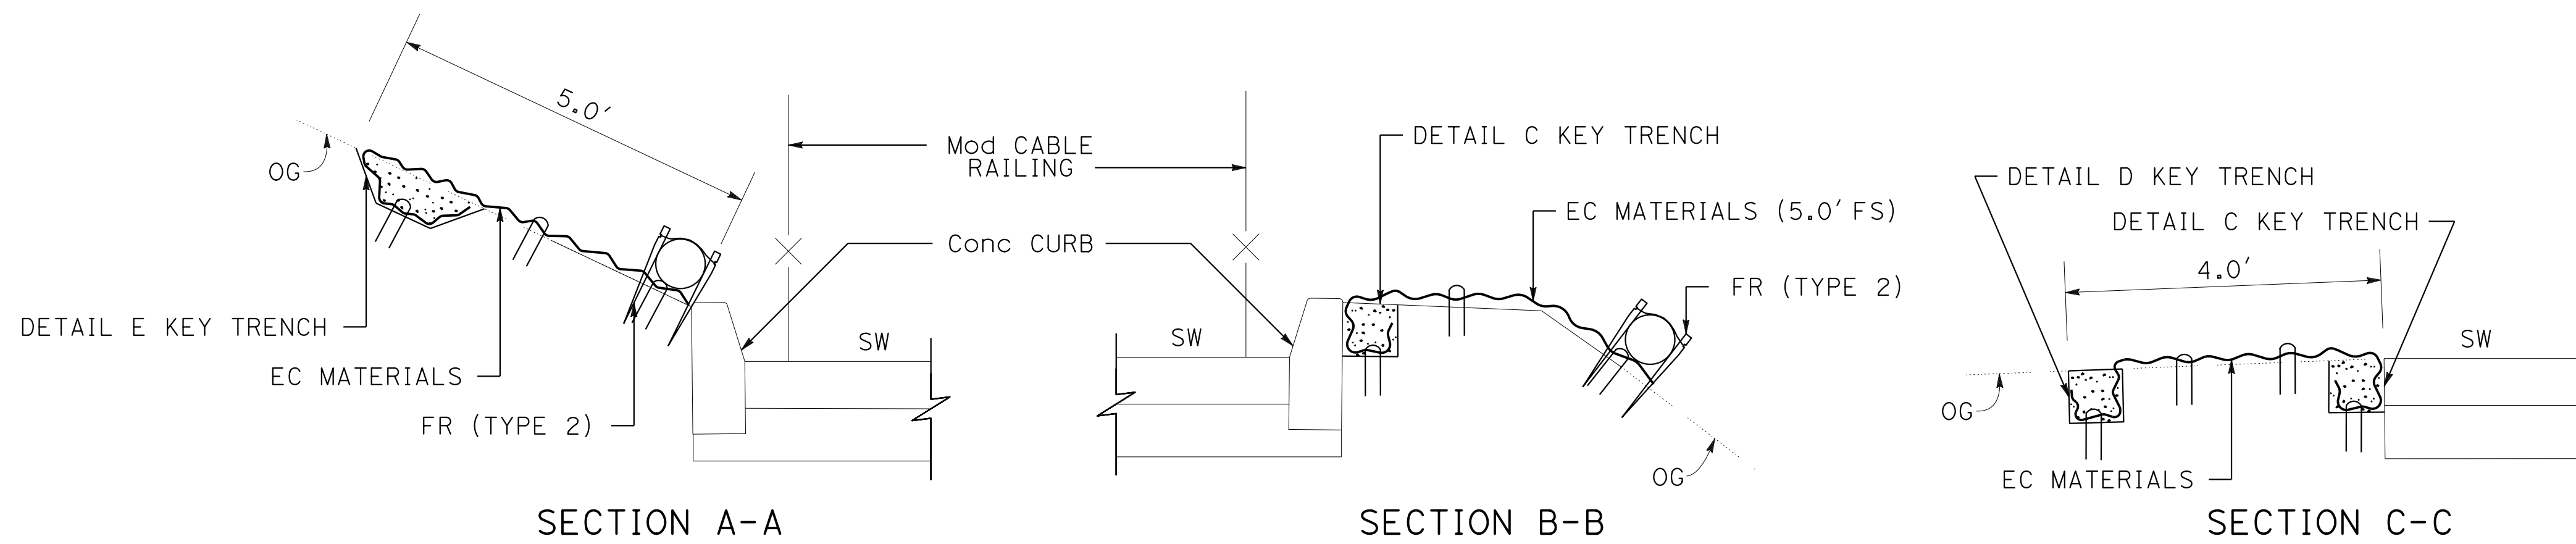 5.0'
OG
DETAIL E KEY TRENCH
EC MATERIALS
FR (TYPE 2)
Mod CABLE
RAILING
Conc CURB
SW
SECTION A-A
SW
DETAIL C KEY TRENCH
EC MATERIALS (5.0' FS)
FR (TYPE 2)
OG
SECTION B-B
DETAIL D KEY TRENCH
DETAIL C KEY TRENCH
4.0'
SW
OG
EC MATERIALS
SECTION C-C